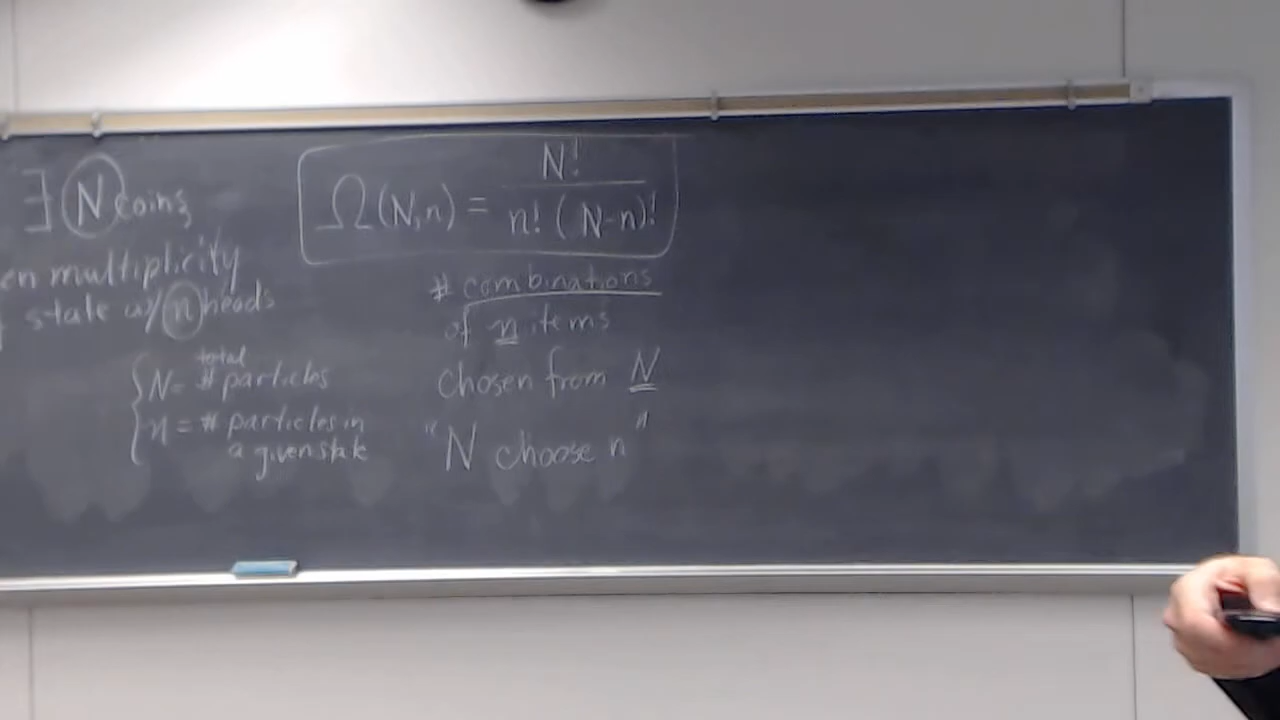 ∃ N coins
en multiplicity
state w/ n heads
{ N = total # particles
n = # particles in
a given state
Ω(N,n) = N! / n! (N-n)!
# combinations
of n items
chosen from N
"N choose n"